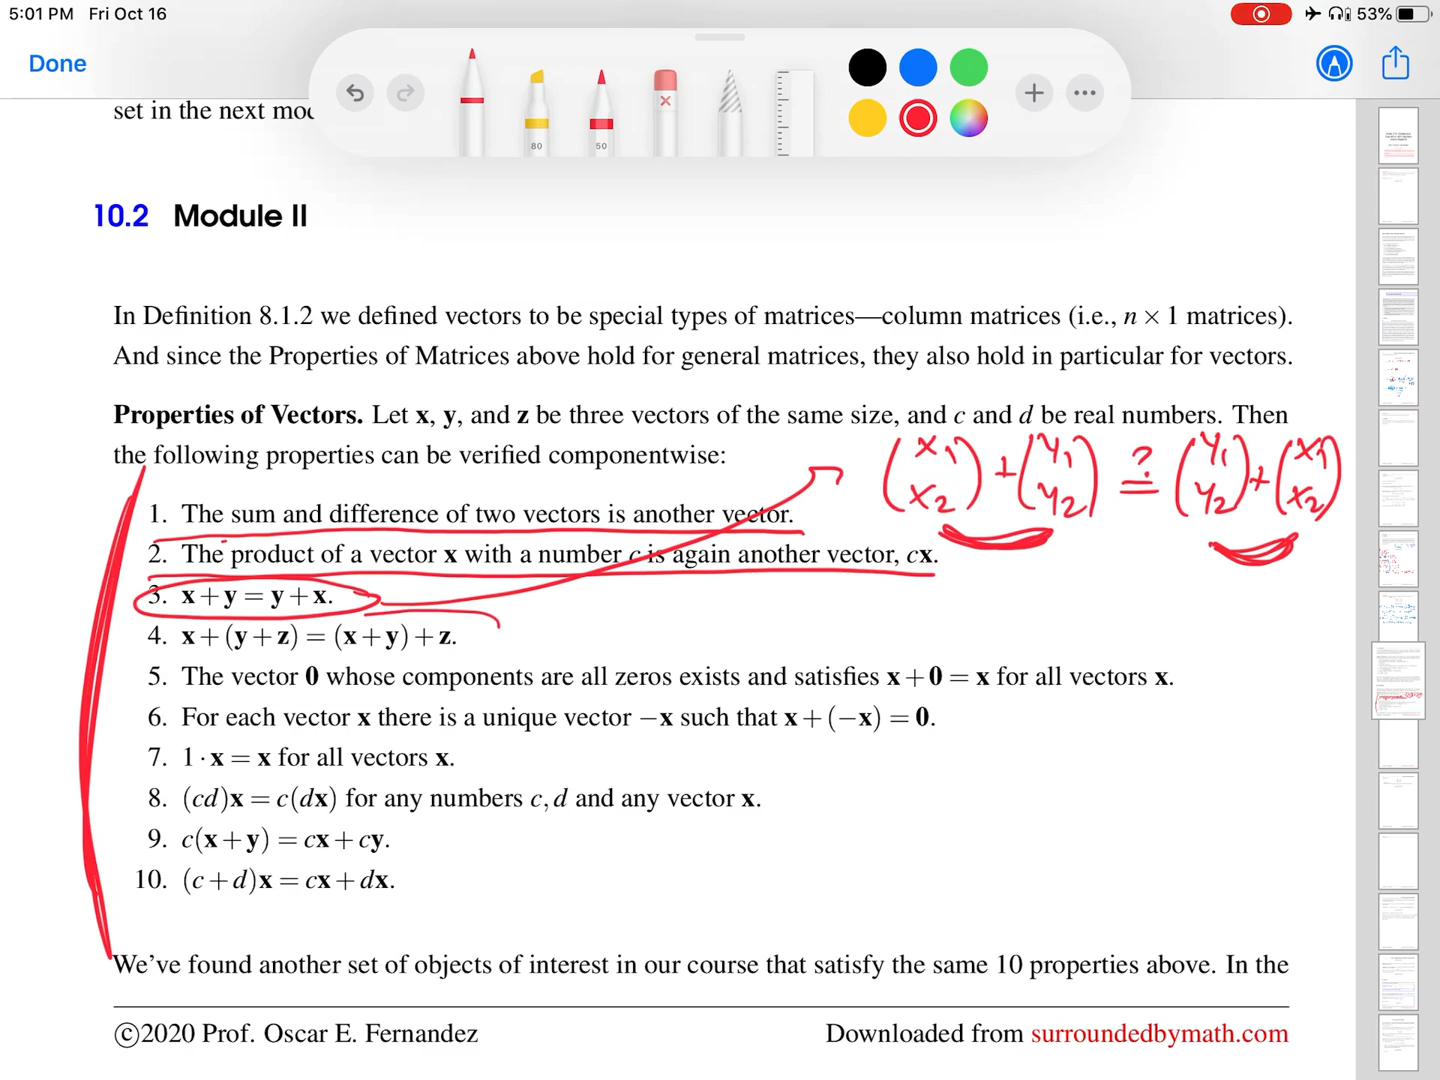 5:01 PM Fri Oct 16
53%
Done
80
50
set in the next mod
10.2 Module II
In Definition 8.1.2 we defined vectors to be special types of matrices—column matrices (i.e., n × 1 matrices).
And since the Properties of Matrices above hold for general matrices, they also hold in particular for vectors.
Properties of Vectors. Let x, y, and z be three vectors of the same size, and c and d be real numbers. Then
the following properties can be verified componentwise:
(x1 x2) + (y1 y2) ?= (y1 y2) + (x1 x2)
1. The sum and difference of two vectors is another vector.
2. The product of a vector x with a number c is again another vector, cx.
3. x + y = y + x.
4. x + (y + z) = (x + y) + z.
5. The vector 0 whose components are all zeros exists and satisfies x + 0 = x for all vectors x.
6. For each vector x there is a unique vector −x such that x + (−x) = 0.
7. 1 · x = x for all vectors x.
8. (cd)x = c(dx) for any numbers c, d and any vector x.
9. c(x + y) = cx + cy.
10. (c + d)x = cx + dx.
We've found another set of objects of interest in our course that satisfy the same 10 properties above. In the
©2020 Prof. Oscar E. Fernandez
Downloaded from surroundedbymath.com